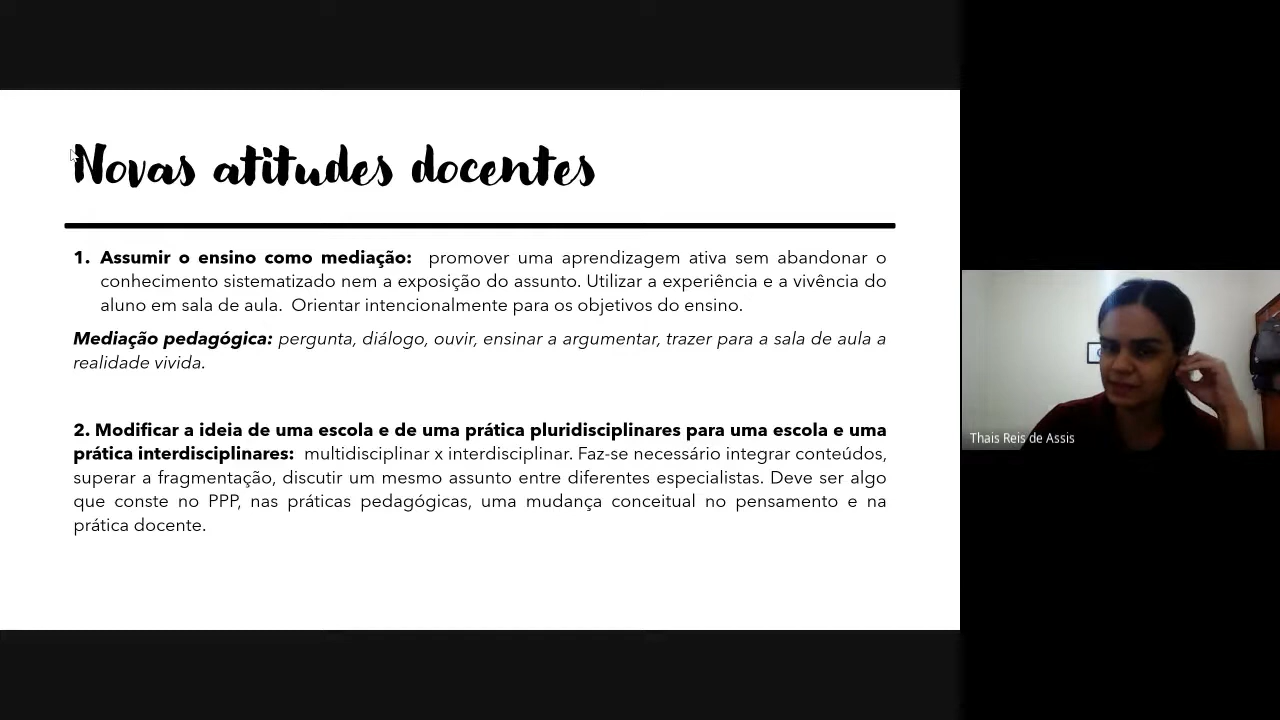 Novas atitudes docentes
1. Assumir o ensino como mediação: promover uma aprendizagem ativa sem abandonar o
conhecimento sistematizado nem a exposição do assunto. Utilizar a experiência e a vivência do
aluno em sala de aula. Orientar intencionalmente para os objetivos do ensino.
Mediação pedagógica: pergunta, diálogo, ouvir, ensinar a argumentar, trazer para a sala de aula a
realidade vivida.
2. Modificar a ideia de uma escola e de uma prática pluridisciplinares para uma escola e uma
prática interdisciplinares: multidisciplinar x interdisciplinar. Faz-se necessário integrar conteúdos,
superar a fragmentação, discutir um mesmo assunto entre diferentes especialistas. Deve ser algo
que conste no PPP, nas práticas pedagógicas, uma mudança conceitual no pensamento e na
prática docente.
Thais Reis de Assis